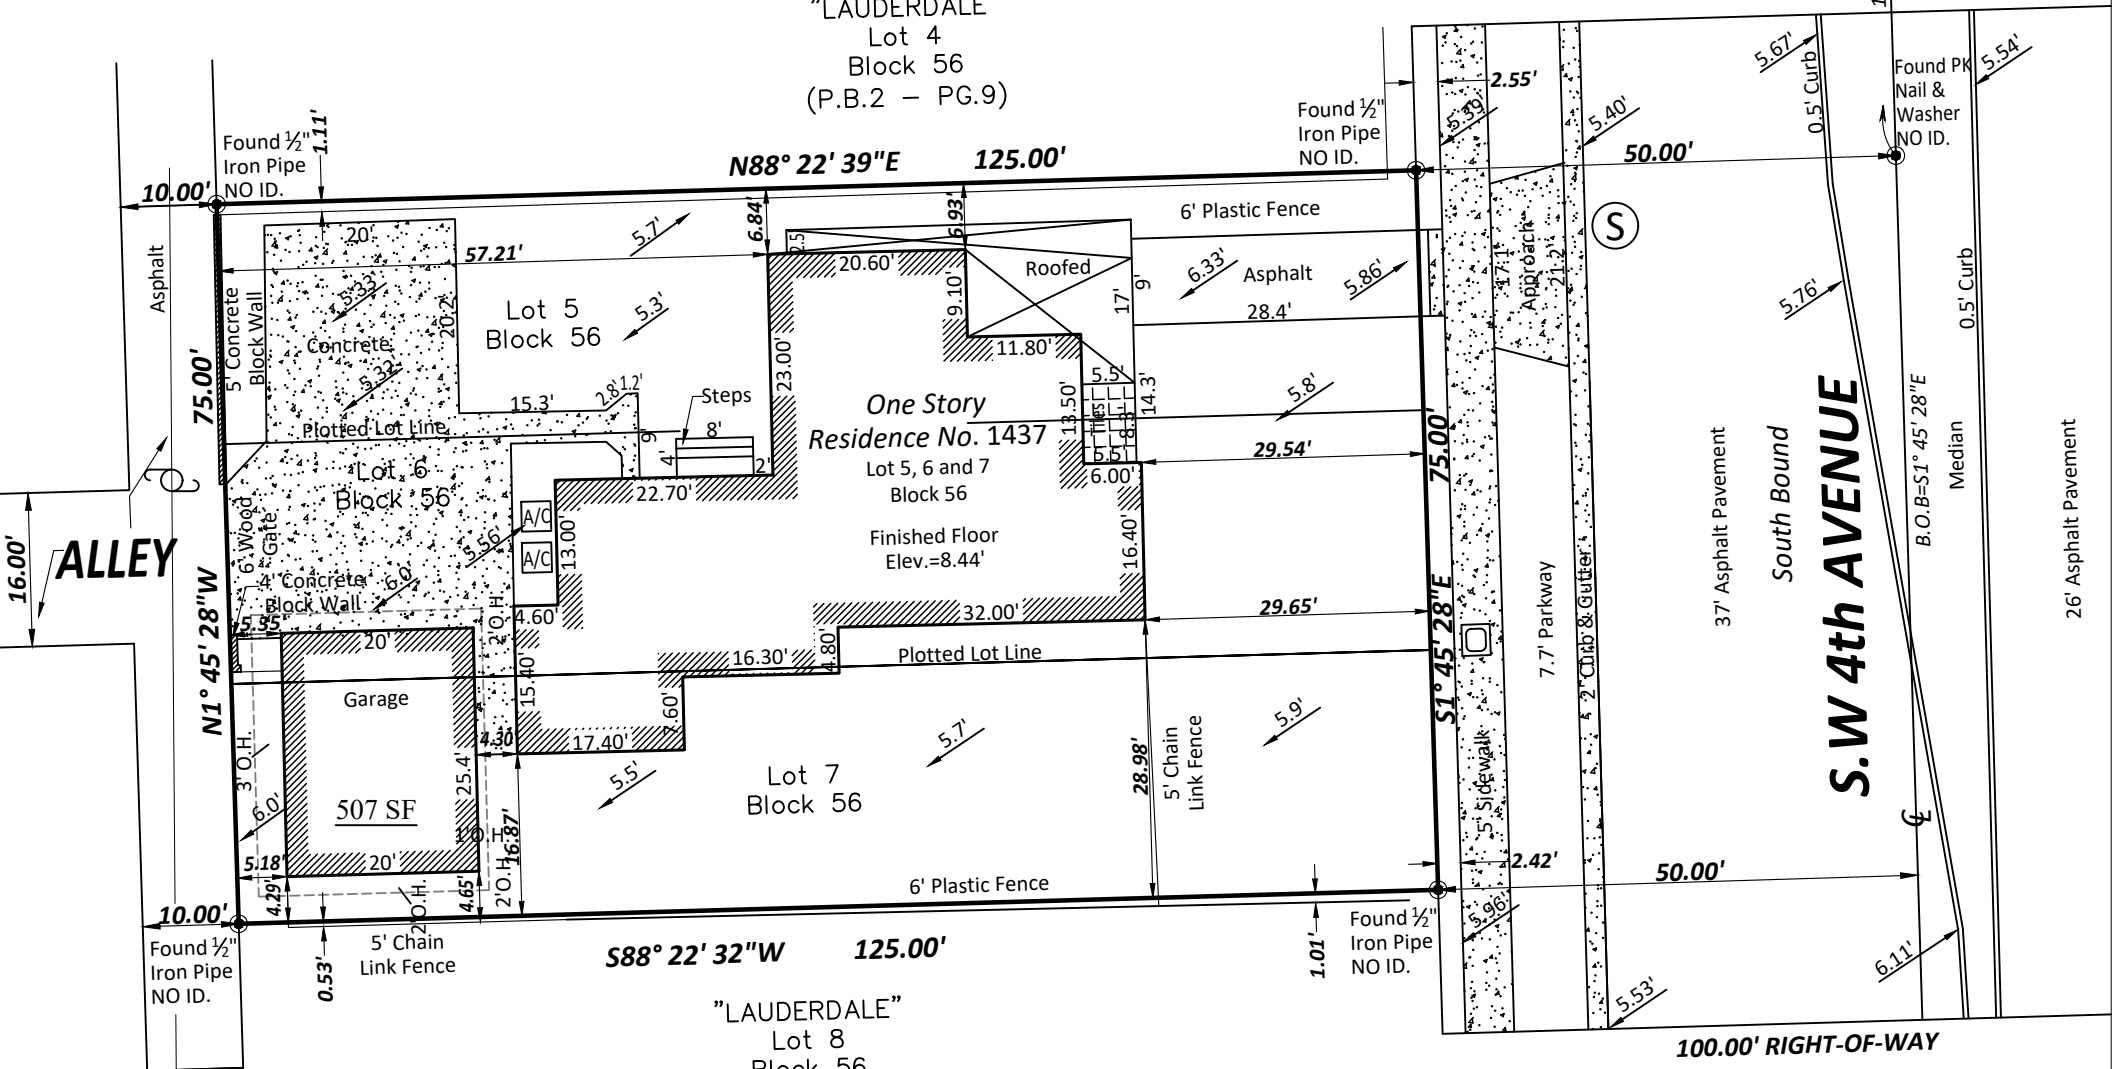 "LAUDERDALE
Lot 4
Block 56
(P.B.2 – PG.9)
Found ½"
Iron Pipe
NO ID.
1.11'
10.00'
N88° 22' 39"E 125.00'
Found ½"
Iron Pipe
NO ID.
2.55'
5.39'
5.40'
5.67'
0.5' Curb
Found PK
Nail &
Washer
NO ID.
5.54'
50.00'
Asphalt
20'
57.21'
5.7'
6.84'
2.5
6.93'
6' Plastic Fence
S
5.33'
20.60'
Roofed
6.33'
Asphalt
5.86'
17.1'
Approach
21.2'
5' Concrete
Block Wall
20.2'
Lot 5
Block 56
5.3'
9.10'
17'
9'
28.4'
5.76'
0.5' Curb
75.00'
Concrete
5.32'
23.00'
11.80'
15.3'
2.8'
1.2'
Steps
5.5'
14.3'
5.8'
Plotted Lot Line
9'
8'
4'
2'
One Story
Residence No. 1437
Lot 5, 6 and 7
Block 56
13.50'
Tiles
8.3'
5.5'
6.00'
29.54'
75.00'
Lot 6
Block 56
22.70'
A/C
A/C
5.56'
13.00'
Finished Floor
Elev.=8.44'
16.40'
37' Asphalt Pavement
South Bound
S.W 4th AVENUE
B.O.B=S1° 45' 28"E
Median
26' Asphalt Pavement
16.00'
ALLEY
6' Wood
Gate
4' Concrete
Block Wall
6.0'
5.35'
20'
2'O.H.
4.60'
32.00'
29.65'
N1° 45' 28"W
S1° 45' 28"E
7.7' Parkway
2' Curb & Gutter
Garage
15.40'
16.30'
4.80'
Plotted Lot Line
7.60'
4.30'
17.40'
3' O.H.
25.4'
507 SF
6.0'
1'O.H.
16.87'
5.5'
5.7'
5.9'
Lot 7
Block 56
28.98'
5' Chain
Link Fence
5' Sidewalk
5.18'
20'
4.29'
4.65'
2'O.H.
2'O.H.
6' Plastic Fence
2.42'
50.00'
10.00'
Found ½"
Iron Pipe
NO ID.
0.53'
5' Chain
Link Fence
S88° 22' 32"W 125.00'
1.01'
Found ½"
Iron Pipe
NO ID.
5.96'
6.11'
5.53'
"LAUDERDALE"
Lot 8
Block 56
100.00' RIGHT-OF-WAY